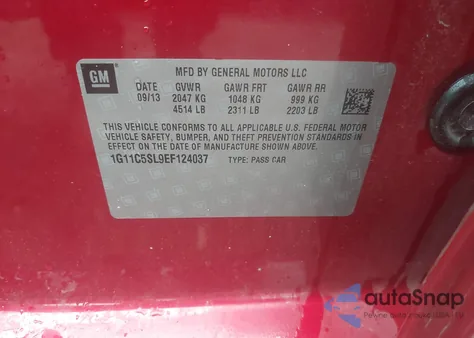 GM
MFD BY GENERAL MOTORS LLC
DATE GVWR GAWR FRT GAWR RR
09/13 2047 KG 1048 KG 999 KG
4514 LB 2311 LB 2203 LB
THIS VEHICLE CONFORMS TO ALL APPLICABLE U.S. FEDERAL MOTOR
VEHICLE SAFETY, BUMPER, AND THEFT PREVENTION STANDARDS
IN EFFECT ON THE DATE OF MANUFACTURE SHOWN ABOVE.
1G11C5SL9EF124037 TYPE: PASS CAR
autoSnap